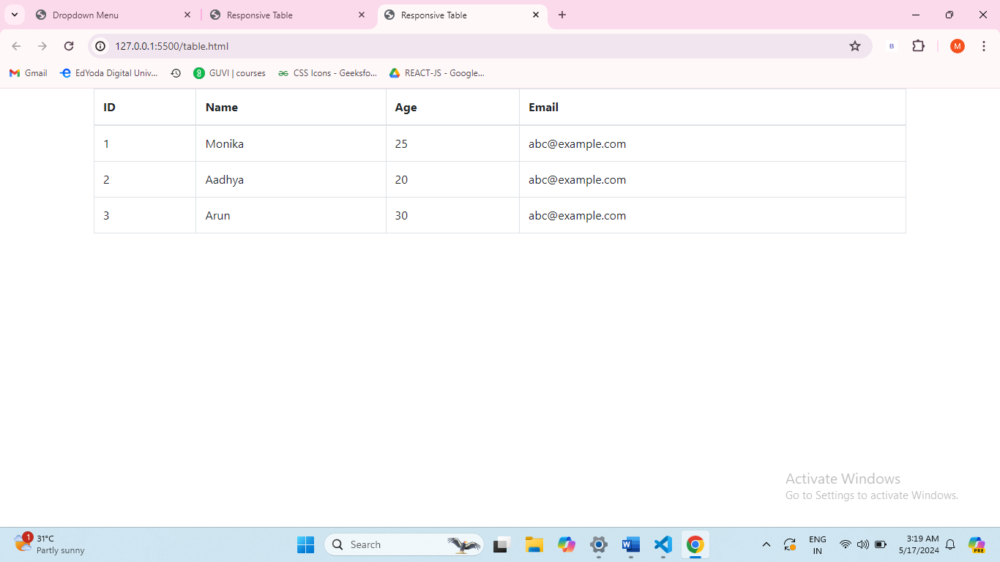 Dropdown Menu
Responsive Table
Responsive Table
127.0.0.1:5500/table.html
B
M
Gmail
EdYoda Digital Univ...
GUVI | courses
CSS Icons - Geeksfo...
REACT-JS - Google...
ID Name Age Email
1 Monika 25 abc@example.com
2 Aadhya 20 abc@example.com
3 Arun 30 abc@example.com
Activate Windows
Go to Settings to activate Windows.
1
31°C
Partly sunny
Search
ENG
IN
3:19 AM
5/17/2024
PRE